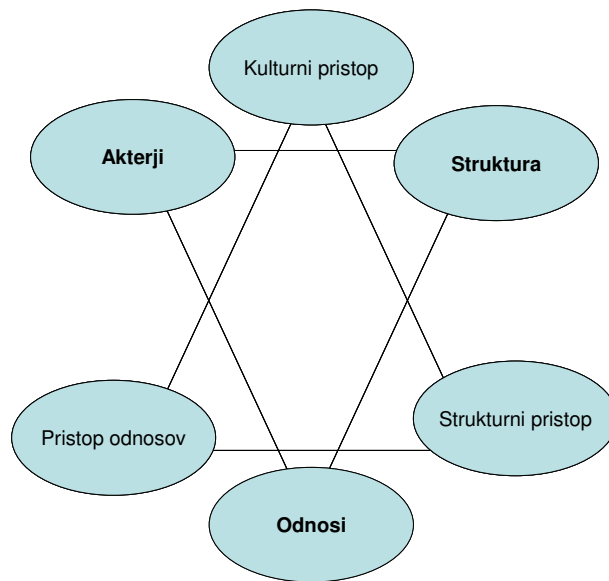 Kulturni pristop
Akterji
Struktura
Pristop odnosov
Strukturni pristop
Odnosi